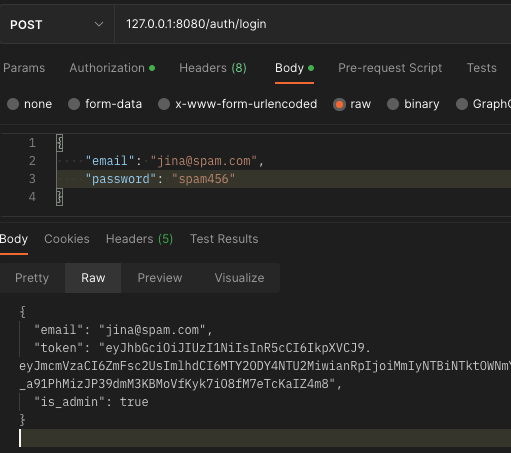 POST 127.0.0.1:8080/auth/login
Params Authorization Headers (8) Body Pre-request Script Tests
none form-data x-www-form-urlencoded raw binary GraphQ
1 {
2 "email": "jina@spam.com",
3 "password": "spam456"
4 }
Body Cookies Headers (5) Test Results
Pretty Raw Preview Visualize
{
"email": "jina@spam.com",
"token": "eyJhbGciOiJIUzI1NiIsInR5cCI6IkpXVCJ9.
eyJmcmVzaCI6ZmFsc2UsImlhdCI6MTY2ODY4NTU2MiwianRpIjoiMmIyNTBiNTktOWNm
_a91PhMizJP39dmM3KBMoVfKyk7iO8fM7eTcKaIZ4m8",
"is_admin": true
}